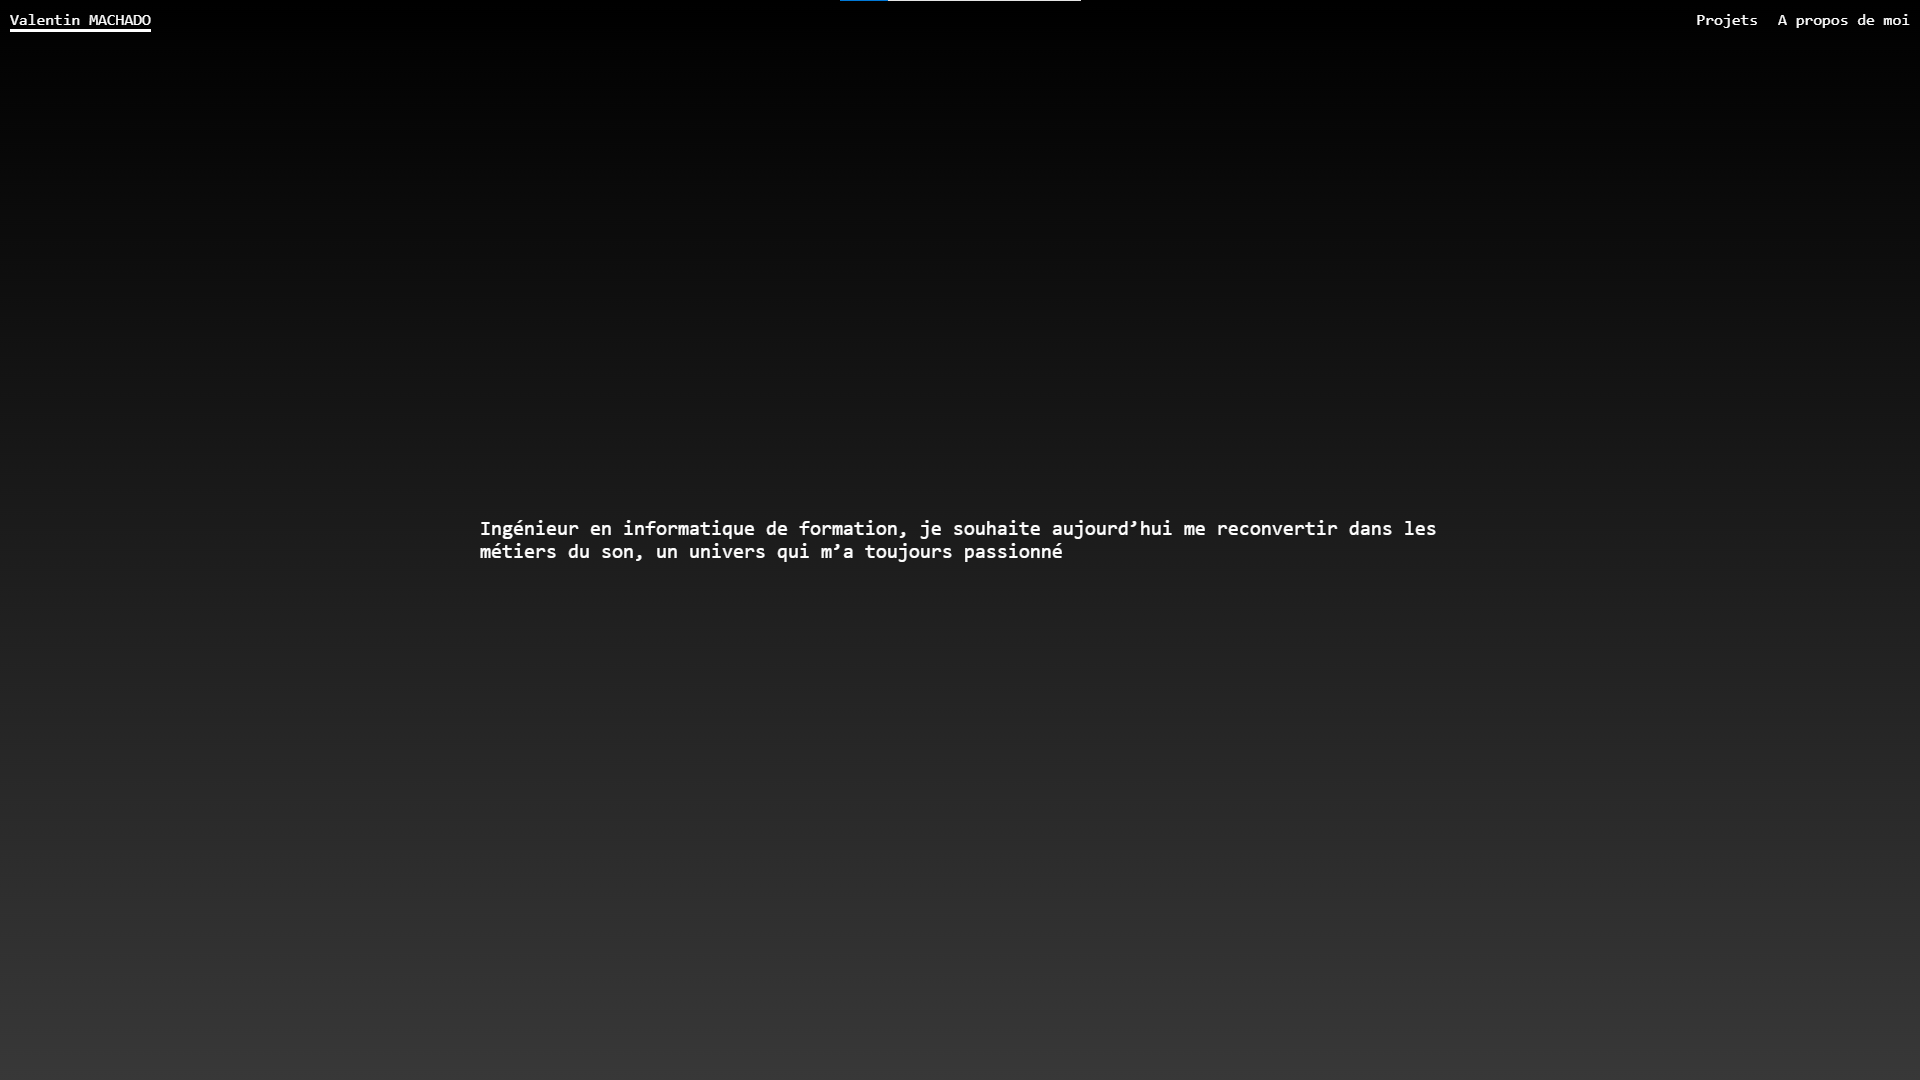 Valentin MACHADO
Projets
A propos de moi
Ingénieur en informatique de formation, je souhaite aujourd’hui me reconvertir dans les
métiers du son, un univers qui m’a toujours passionné